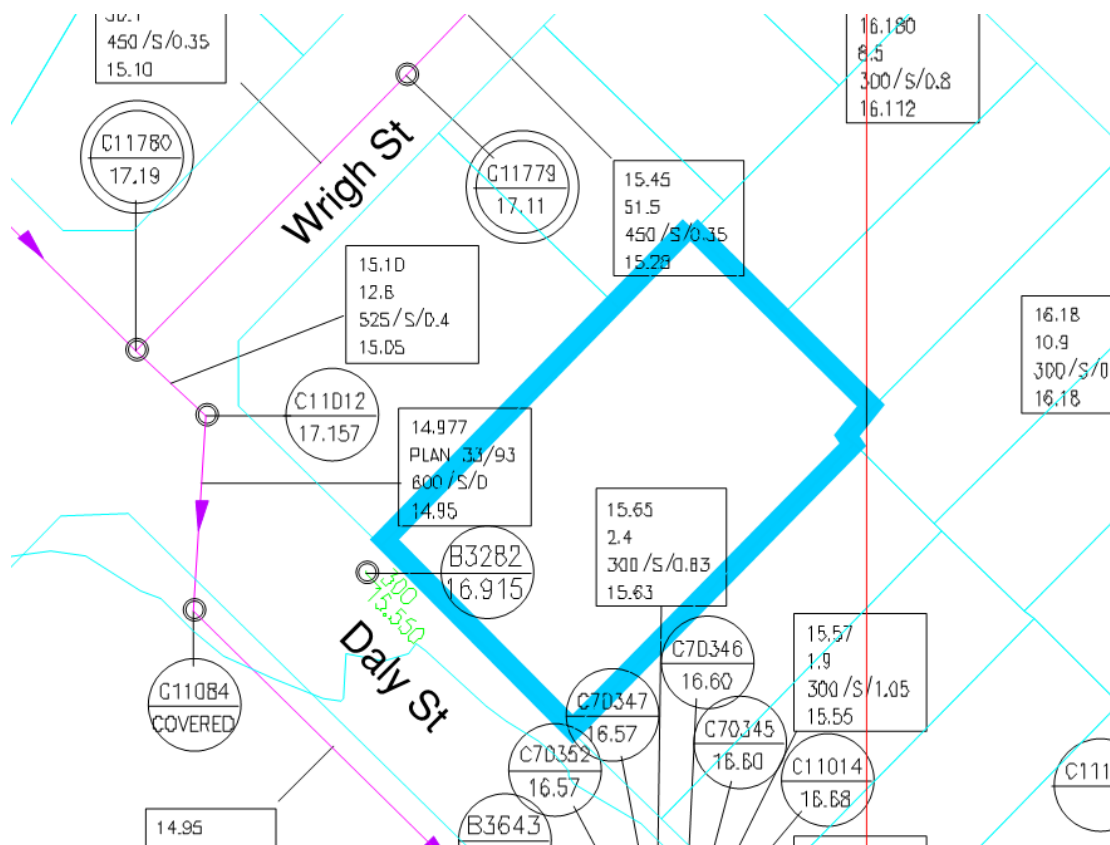 450/S/0.35
15.10
C11780
17.19
Wrigh St
C11779
17.11
15.45
51.5
450/S/0.35
15.28
16.180
8.5
300/S/0.8
16.112
15.10
12.8
525/S/0.4
15.05
16.18
10.9
300/S/0
16.18
C11012
17.157
14.977
PLAN 33/93
600/S/0
14.95
B3282
16.915
300
15.550
Daly St
15.65
2.4
300/S/0.83
15.63
C11084
COVERED
C70346
16.60
C70347
16.57
15.57
1.9
300/S/1.05
15.55
C70345
16.60
C70352
16.57
C11014
16.68
C111
B3643
14.95